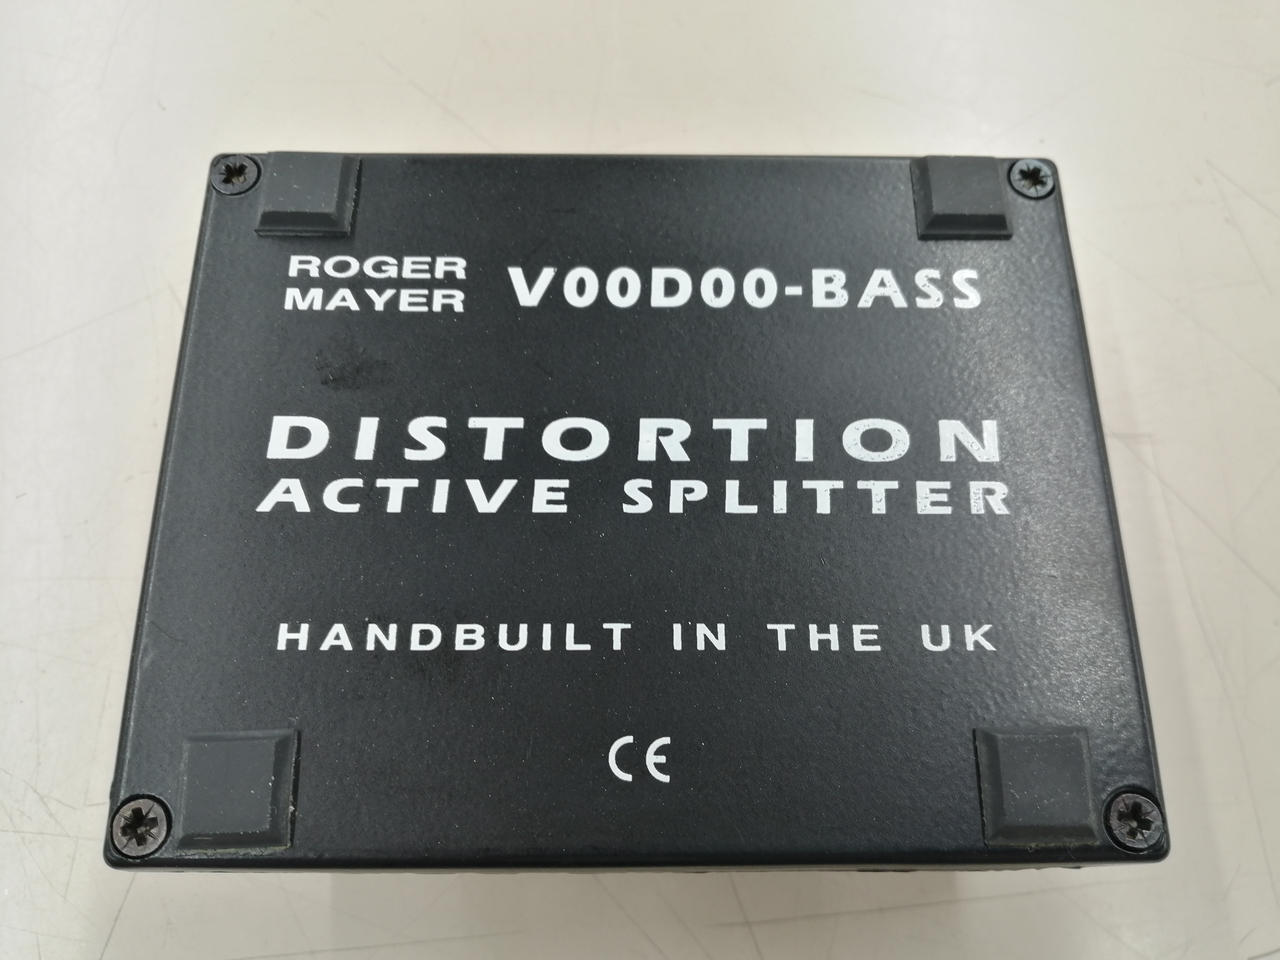 ROGER
MAYER
V00D00-BASS
DISTORTION
ACTIVE SPLITTER
HANDBUILT IN THE UK
CE